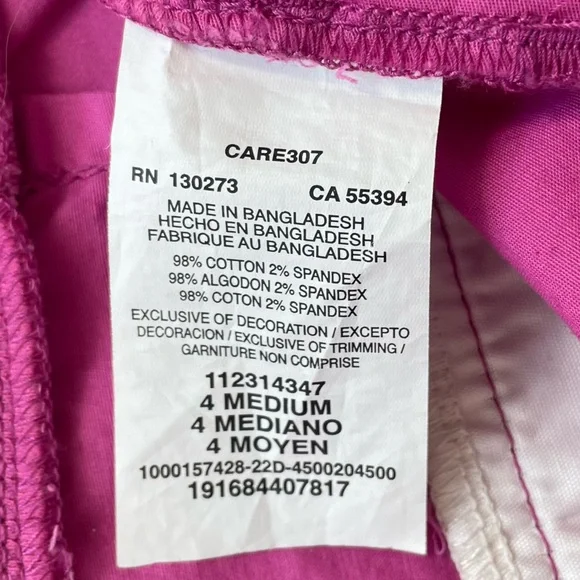 CARE307
RN 130273 CA 55394
MADE IN BANGLADESH
HECHO EN BANGLADESH
FABRIQUE AU BANGLADESH
98% COTTON 2% SPANDEX
98% ALGODON 2% SPANDEX
98% COTON 2% SPANDEX
EXCLUSIVE OF DECORATION / EXCEPTO
DECORACION / EXCLUSIVE OF TRIMMING /
GARNITURE NON COMPRISE
112314347
4 MEDIUM
4 MEDIANO
4 MOYEN
1000157428-22D-4500204500
191684407817